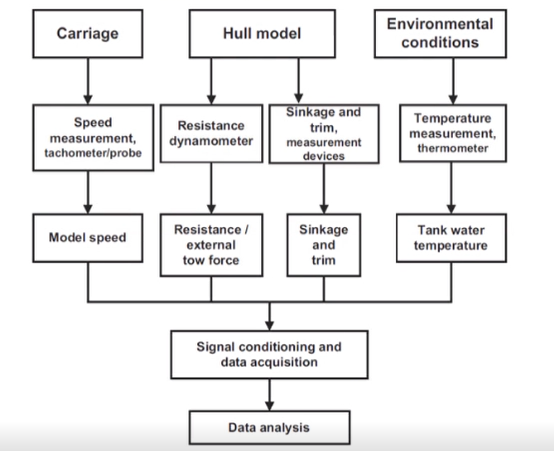 Carriage
Hull model
Environmental
conditions
Speed
measurement,
tachometer/probe
Resistance
dynamometer
Sinkage and
trim,
measurement
devices
Temperature
measurement,
thermometer
Model speed
Resistance /
external
tow force
Sinkage
and
trim
Tank water
temperature
Signal conditioning and
data acquisition
Data analysis